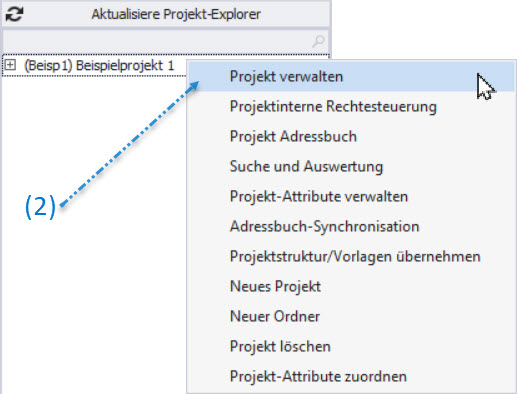 Aktualisiere Projekt-Explorer
(Beisp1) Beispielprojekt 1
Projekt verwalten
Projektinterne Rechtesteuerung
Projekt Adressbuch
Suche und Auswertung
Projekt-Attribute verwalten
(2)
Adressbuch-Synchronisation
Projektstruktur/Vorlagen übernehmen
Neues Projekt
Neuer Ordner
Projekt löschen
Projekt-Attribute zuordnen